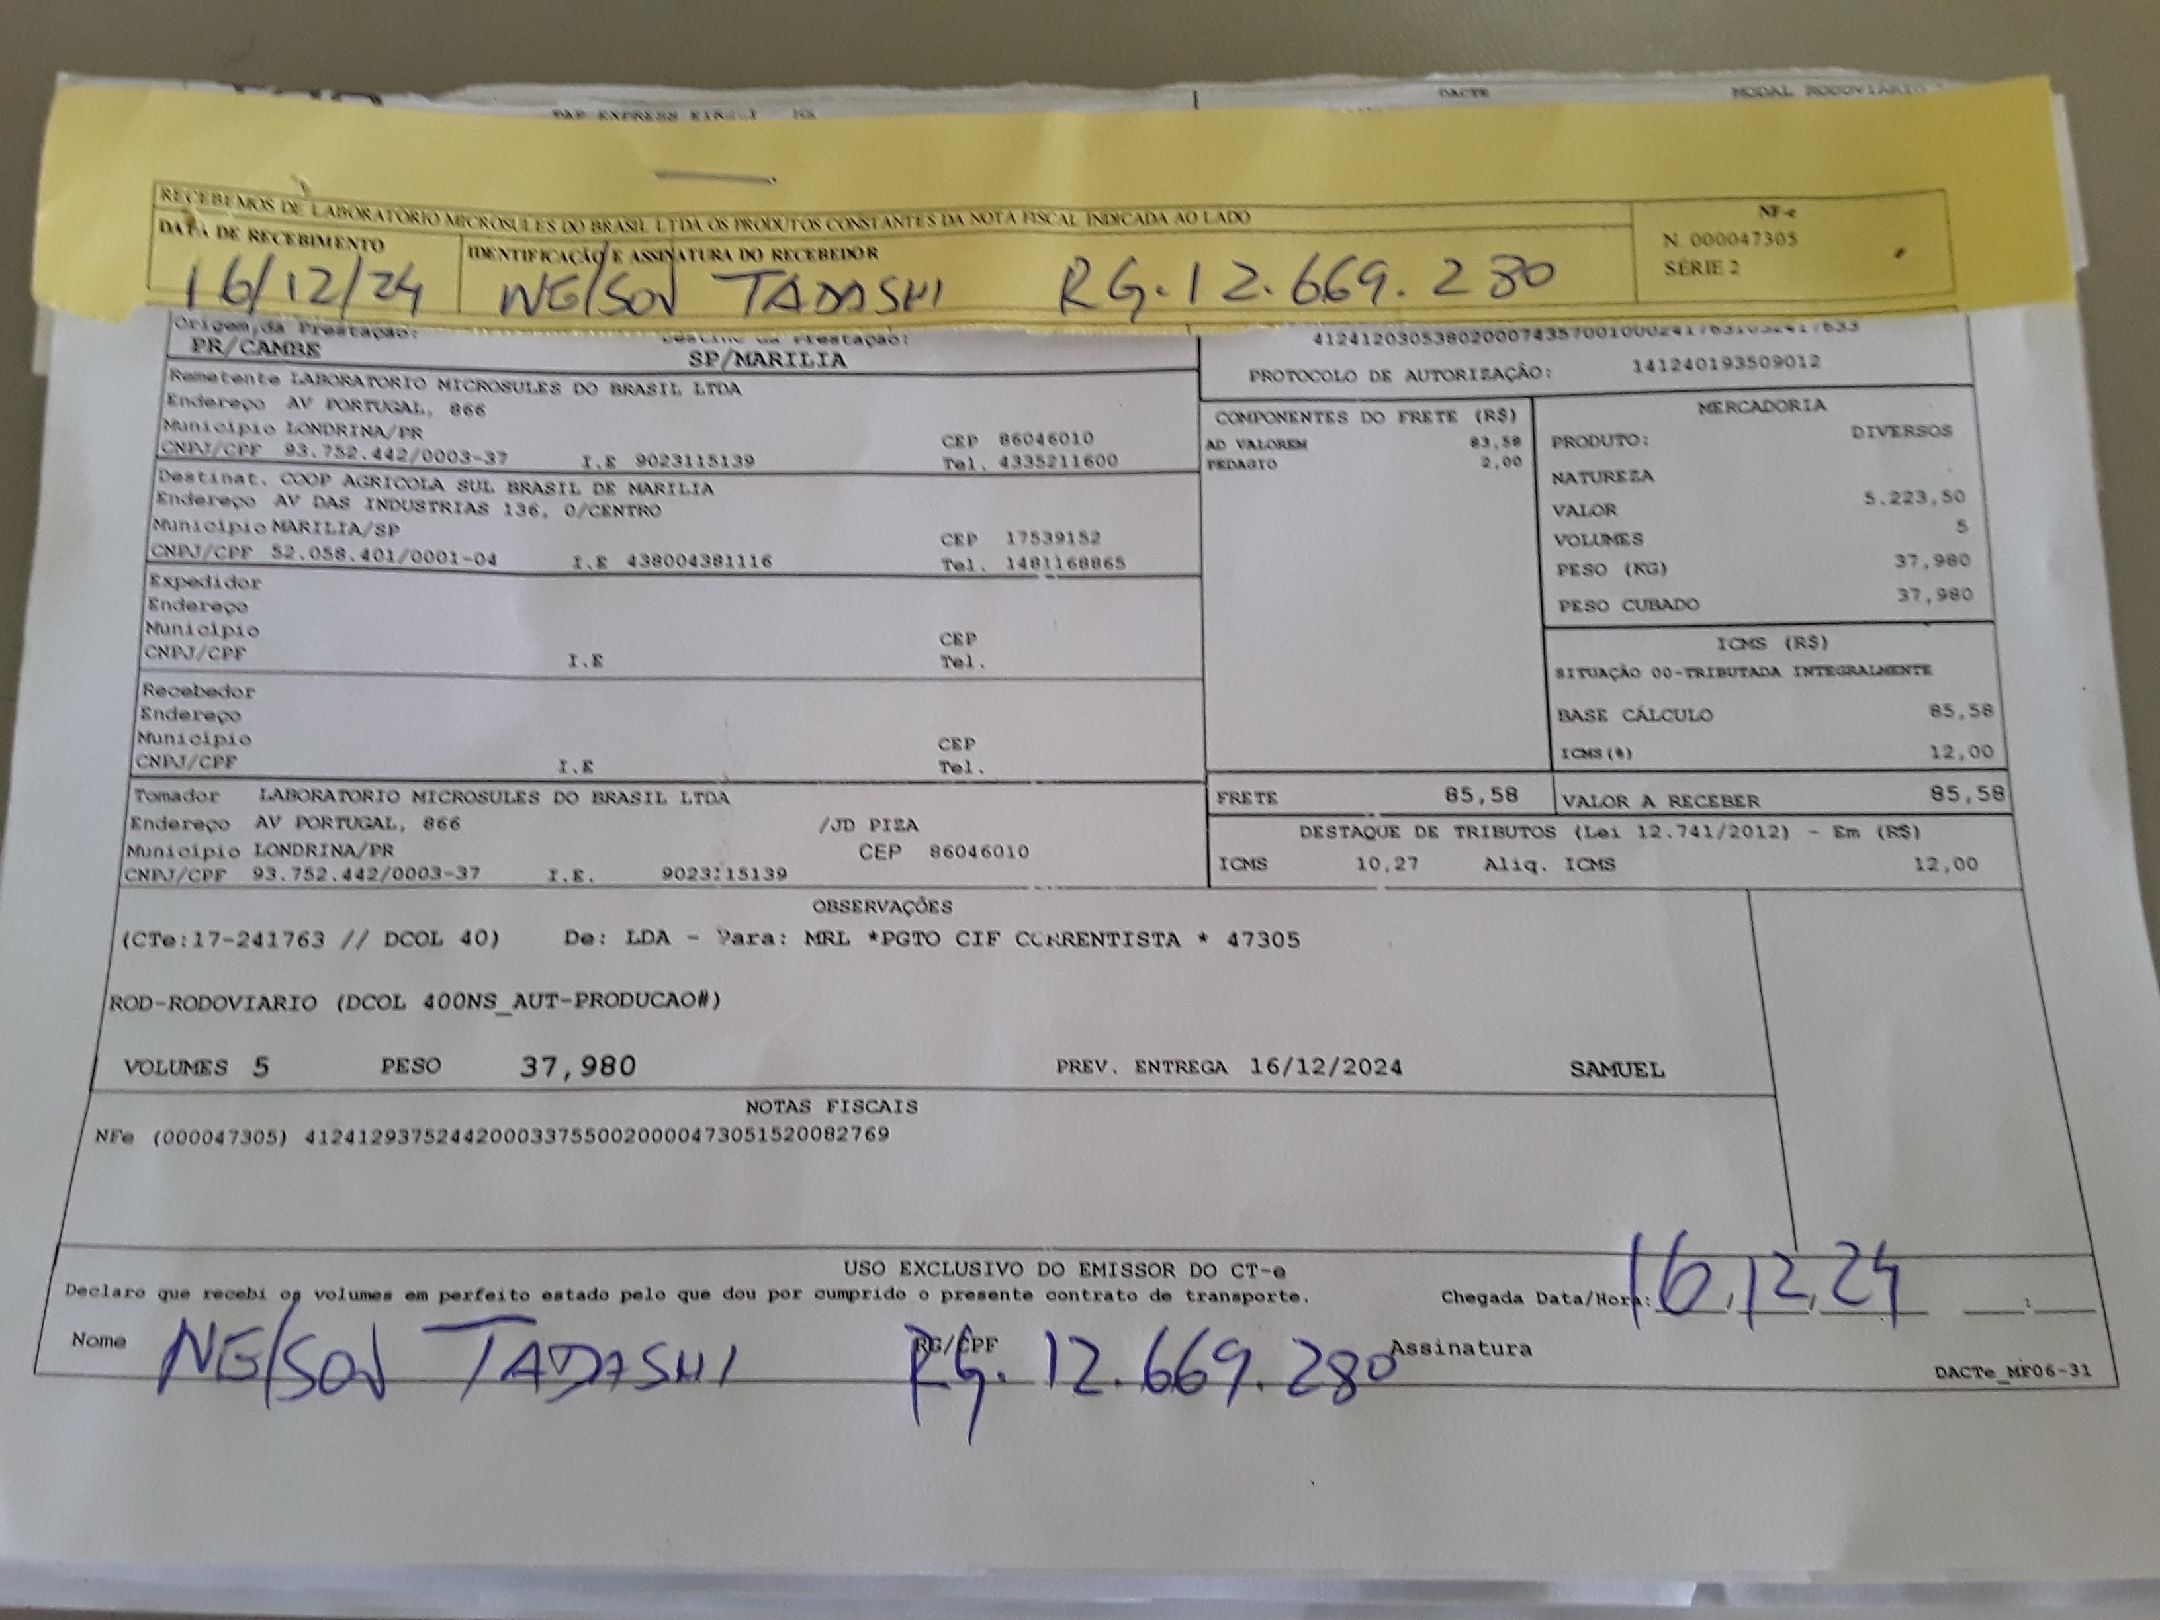 DACTE MODAL RODOVIARIO
RECEBEMOS DE LABORATÓRIO MICROSULES DO BRASIL LTDA OS PRODUTOS CONSTANTES DA NOTA FISCAL INDICADA AO LADO
NF-e
DATA DE RECEBIMENTO IDENTIFICAÇÃO E ASSINATURA DO RECEBEDOR
N. 000047305
SÉRIE 2
16/12/24 NELSON TADASHI RG. 12.669.280
Origem da Prestação: Prestação:
PR/CAMBE SP/MARILIA
PROTOCOLO DE AUTORIZAÇÃO: 141240193509012
Remetente LABORATORIO MICROSULES DO BRASIL LTDA
Endereço AV PORTUGAL, 866
Município LONDRINA/PR CEP 86046010
CNPJ/CPF 93.752.442/0003-37 I.E 9023115139 Tel. 4335211600
Destinat. COOP AGRICOLA SUL BRASIL DE MARILIA
Endereço AV DAS INDUSTRIAS 136, 0/CENTRO
Município MARILIA/SP CEP 17539152
CNPJ/CPF 52.058.401/0001-04 I.E 438004381116 Tel. 1481168865
Expedidor
Endereço
Município CEP
CNPJ/CPF I.E Tel.
Recebedor
Endereço
Município CEP
CNPJ/CPF I.E Tel.
Tomador LABORATORIO MICROSULES DO BRASIL LTDA
Endereço AV PORTUGAL, 866 /JD PIZA
Município LONDRINA/PR CEP 86046010
CNPJ/CPF 93.752.442/0003-37 I.E. 9023115139
COMPONENTES DO FRETE (R$)
AD VALOREM 83,58
PEDAGIO 2,00
MERCADORIA
PRODUTO: DIVERSOS
NATUREZA
VALOR 5.223,50
VOLUMES 5
PESO (KG) 37,980
PESO CUBADO 37,980
ICMS (R$)
SITUAÇÃO 00-TRIBUTADA INTEGRALMENTE
BASE CÁLCULO 85,58
ICMS(%) 12,00
FRETE 85,58 VALOR A RECEBER 85,58
DESTAQUE DE TRIBUTOS (Lei 12.741/2012) - Em (R$)
ICMS 10,27 Aliq. ICMS 12,00
OBSERVAÇÕES
(CTe:17-241763 // DCOL 40) De: LDA - Para: MRL *PGTO CIF CORRENTISTA * 47305
ROD-RODOVIARIO (DCOL 400NS_AUT-PRODUCAO#)
VOLUMES 5 PESO 37,980 PREV. ENTREGA 16/12/2024 SAMUEL
NOTAS FISCAIS
NFe (000047305) 41241293752442000337550020000473051520082769
USO EXCLUSIVO DO EMISSOR DO CT-e
Declaro que recebi os volumes em perfeito estado pelo que dou por cumprido o presente contrato de transporte. Chegada Data/Hora: 16,12,24 :
Nome NELSON TADASHI RG/CPF RG. 12.669.280 Assinatura
DACTe_MF06-31